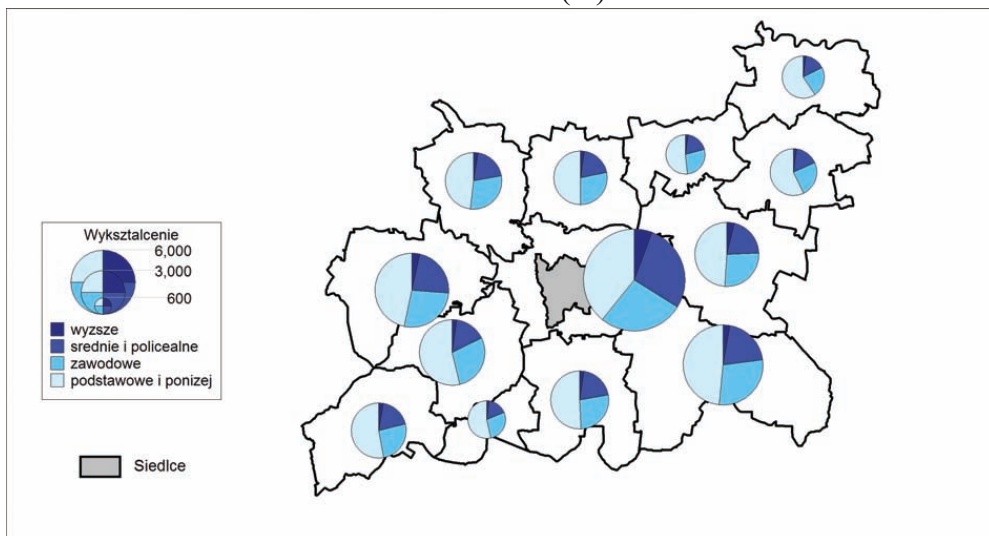 Wyksztalcenie
6,000
3,000
600
wyzsze
srednie i policealne
zawodowe
podstawowe i ponizej
Siedlce